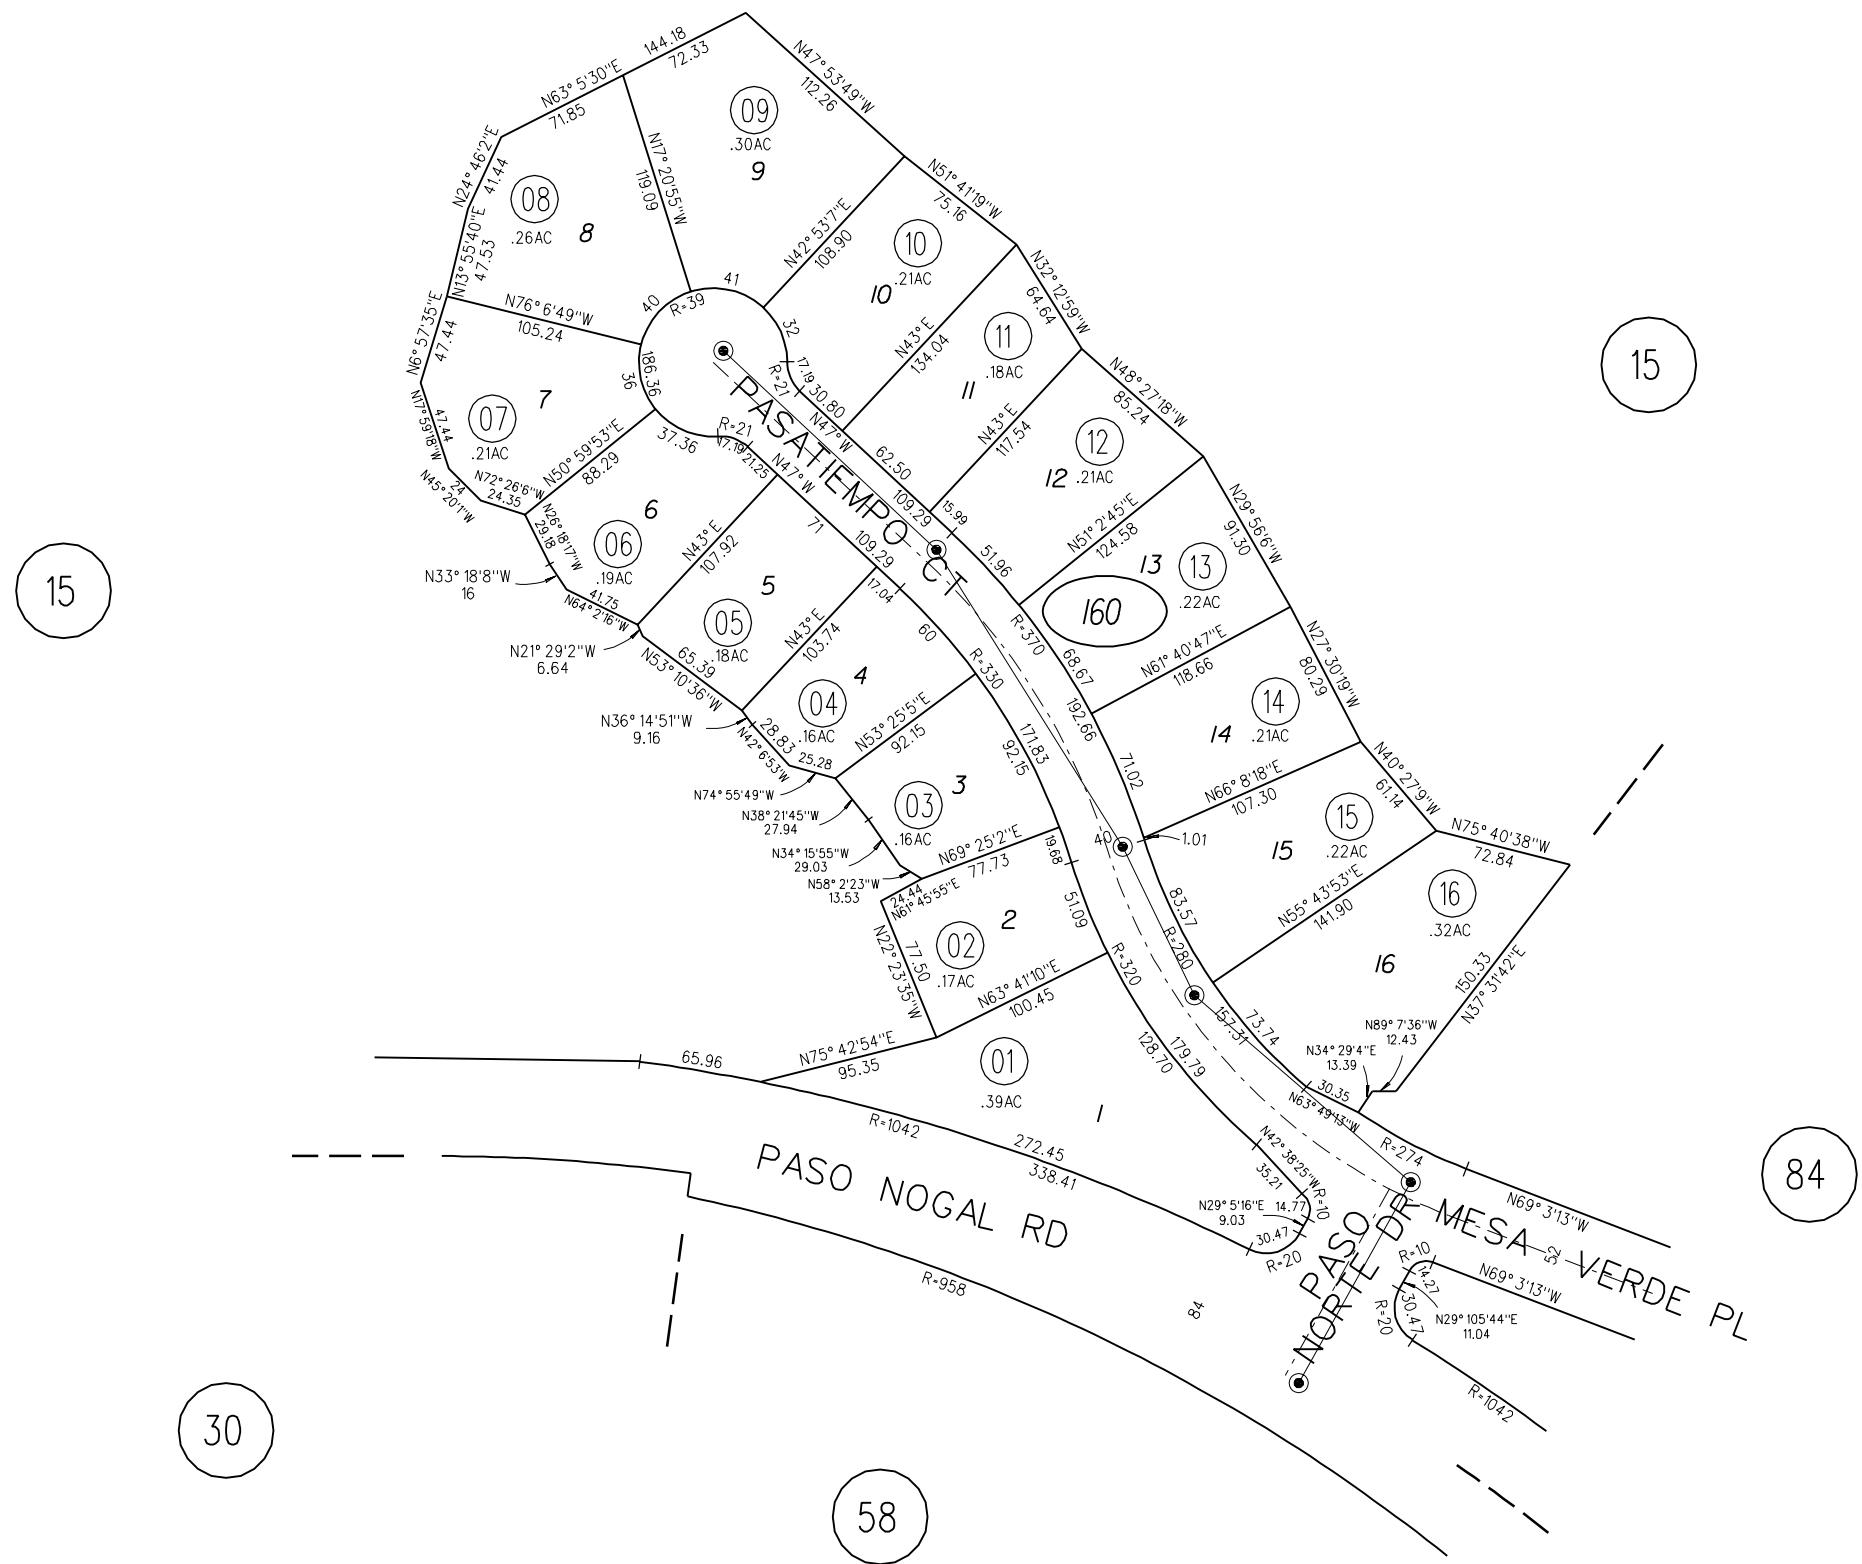 144.18
72.33
N63° 5'30"E
71.85
N47° 53'49"W
112.26
09
.30AC
9
N17° 20'55"W
119.09
N24° 46'2"E
41.44
08
.26AC
8
N13° 55'40"E
47.53
N42° 53'7"E
108.90
N51° 41'19"W
75.16
10
.21AC
10
N32° 12'59"W
64.64
N76° 6'49"W
105.24
40
41
R=39
32
186.36
36
37.36
N6° 57'35"E
47.44
07
.21AC
7
N17° 59'18"W
47.44
N45° 20'1"W
24
N72° 26'6"W
24.35
N50° 59'53"E
88.29
R=21
17.19
30.80
N47° W
R=21
17.19
21.25
N47° W
N43° E
134.04
11
.18AC
11
N43° E
117.54
62.50
109.29
15.99
N48° 27'18"W
85.24
12
.21AC
12
15
PASATIEMPO CT
6
06
.19AC
N26° 18'17"W
29.18
N33° 18'8"W
16
41.75
N64° 2'16"W
N43° E
107.92
71
109.29
17.04
5
05
.18AC
N21° 29'2"W
6.64
65.39
N53° 10'36"W
N43° E
103.74
60
R=330
15
N51° 2'45"E
124.58
51.96
R=370
N29° 56'6"W
91.30
13
13
.22AC
160
68.67
192.66
N61° 40'47"E
118.66
N27° 30'19"W
80.29
4
04
.16AC
N36° 14'51"W
9.16
28.83
N42° 6'53"W
25.28
N74° 55'49"W
N53° 25'5"E
92.15
171.83
92.15
14
14
.21AC
71.02
N66° 8'18"E
107.30
N40° 27'9"W
61.14
3
03
.16AC
N38° 21'45"W
27.94
N34° 15'55"W
29.03
N58° 2'23"W
13.53
N69° 25'2"E
77.73
19.68
40
1.01
15
15
.22AC
N75° 40'38"W
72.84
24.44
N61° 45'55"E
2
02
.17AC
N22° 23'35"W
77.50
51.09
R=320
N63° 41'10"E
100.45
83.57
R=280
N55° 43'53"E
141.90
16
.32AC
16
150.33
N37° 31'42"E
157.31
73.74
N89° 7'36"W
12.43
N34° 29'4"E
13.39
30.35
N63° 49'13"W
65.96
N75° 42'54"E
95.35
01
.39AC
1
128.70
179.79
R=1042
272.45
338.41
N42° 38'25"W
35.21
R=10
14.77
N29° 5'16"E
9.03
30.47
R=20
R=274
N69° 3'13"W
84
PASO NOGAL RD
R=958
84
PASO
NORTE DR
MESA VERDE PL
52
R=10
14.27
N69° 3'13"W
R=20
30.47
N29° 105'44"E
11.04
R=1042
30
58